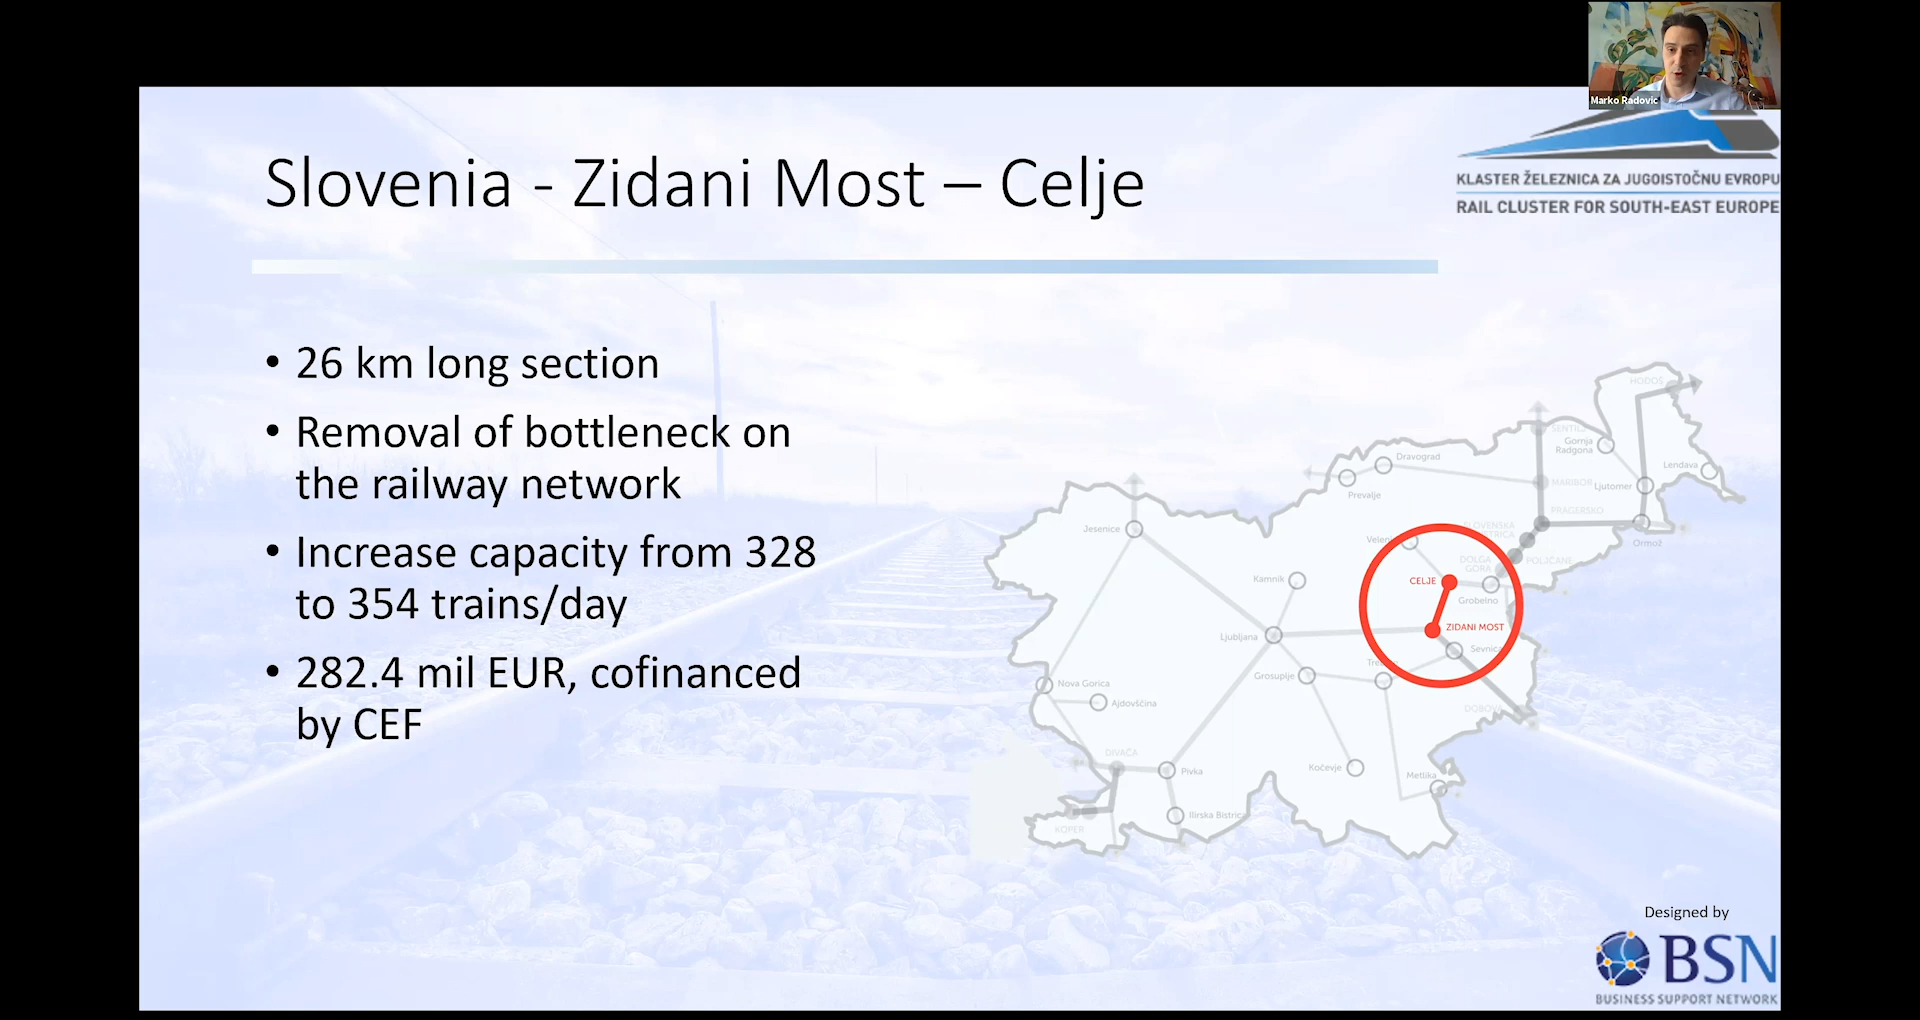 Marko Radovic
Slovenia - Zidani Most – Celje
KLASTER ŽELEZNICA ZA JUGOISTOČNU EVROPU
RAIL CLUSTER FOR SOUTH-EAST EUROPE
• 26 km long section
• Removal of bottleneck on
the railway network
• Increase capacity from 328
to 354 trains/day
• 282.4 mil EUR, cofinanced
by CEF
HODOŠ
ŠENTILJ
Gornja
Radgona
Dravograd
Lendava
MARIBOR
Ljutomer
Prevalje
PRAGERSKO
Jesenice
SLOVENSKA
Ormož
DOLGA
GORA
POLJČANE
Kamnik
CELJE
Grobelno
ZIDANI MOST
Ljubljana
Sevnica
Grosuplje
Nova Gorica
Ajdovščina
DOBOVA
DIVAČA
Pivka
Kočevje
Metlika
Ilirska Bistrica
KOPER
Designed by
BSN
BUSINESS SUPPORT NETWORK